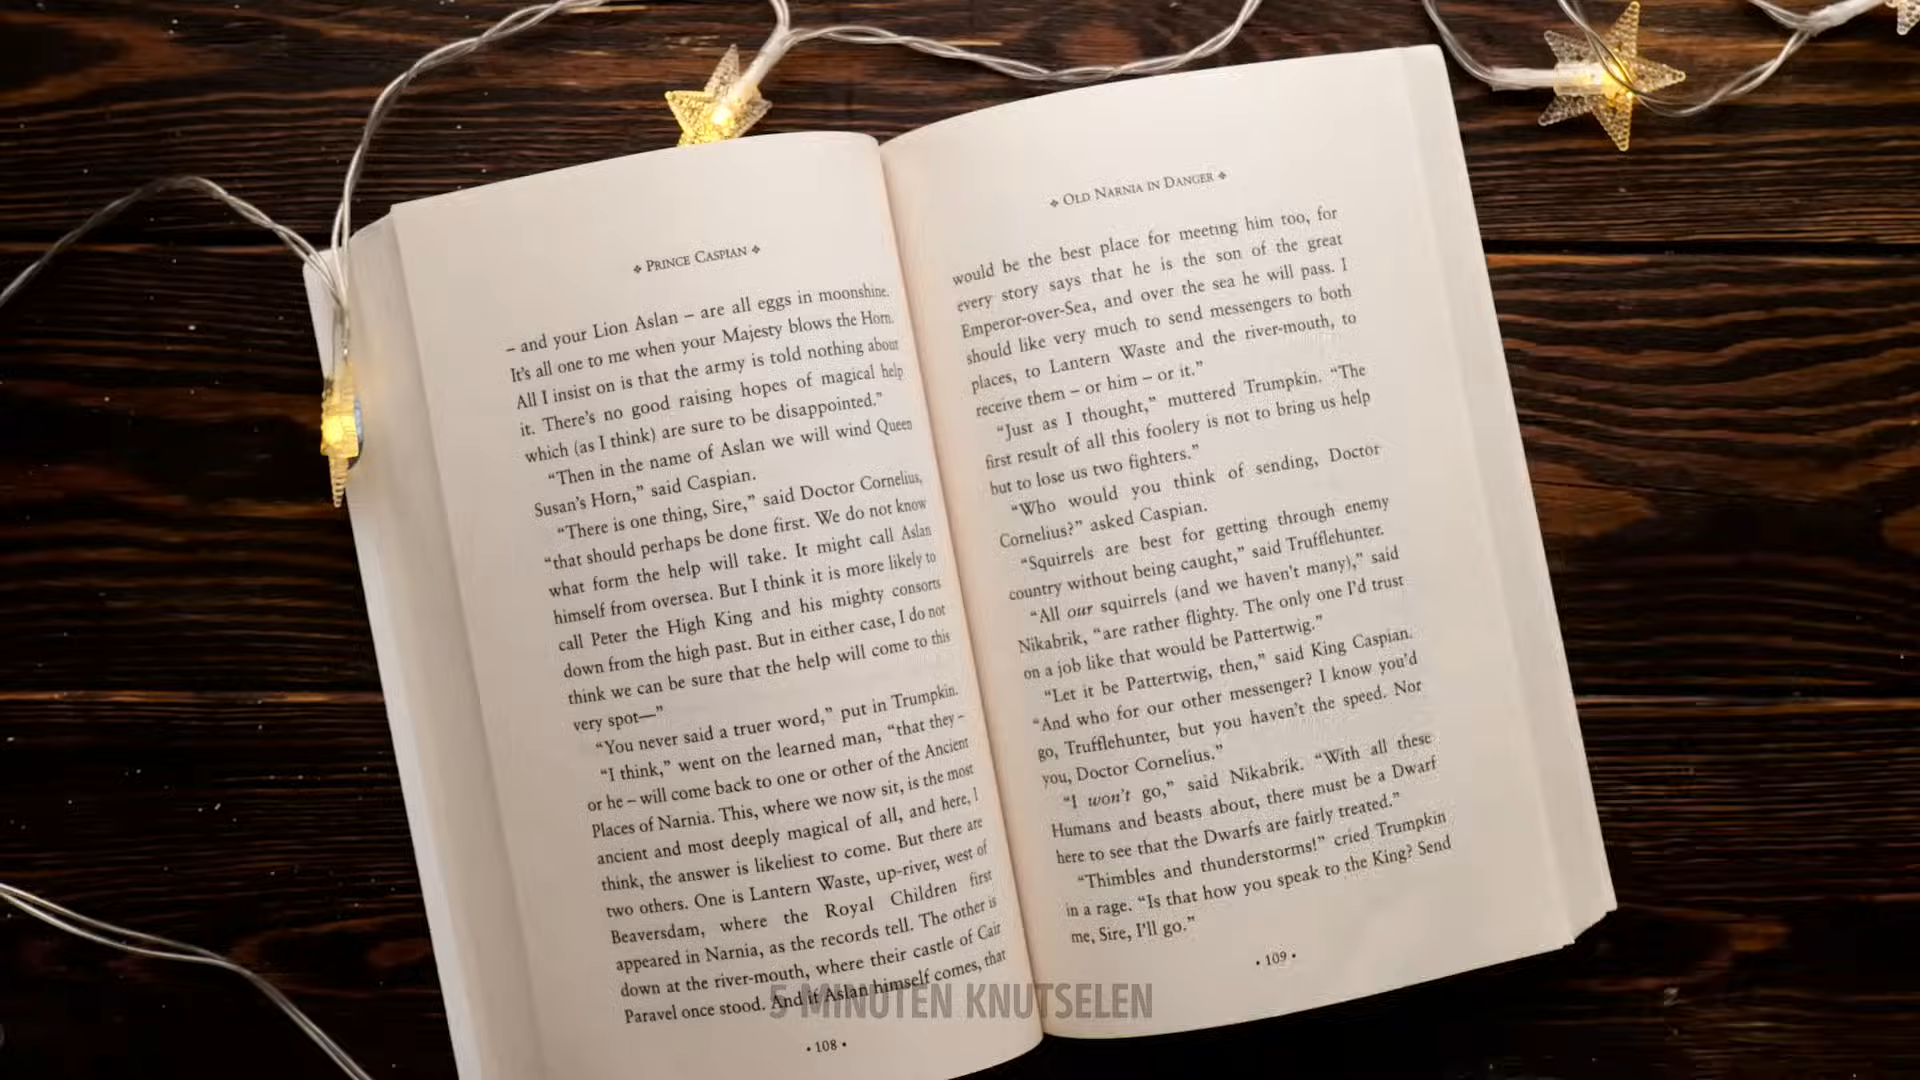 ❖ PRINCE CASPIAN ❖
– and your Lion Aslan – are all eggs in moonshine.
It's all one to me when your Majesty blows the Horn.
All I insist on is that the army is told nothing about
it. There's no good raising hopes of magical help
which (as I think) are sure to be disappointed.”
“Then in the name of Aslan we will wind Queen
Susan's Horn,” said Caspian.
“There is one thing, Sire,” said Doctor Cornelius,
“that should perhaps be done first. We do not know
what form the help will take. It might call Aslan
himself from oversea. But I think it is more likely to
call Peter the High King and his mighty consorts
down from the high past. But in either case, I do not
think we can be sure that the help will come to this
very spot—”
“You never said a truer word,” put in Trumpkin.
“I think,” went on the learned man, “that they –
or he – will come back to one or other of the Ancient
Places of Narnia. This, where we now sit, is the most
ancient and most deeply magical of all, and here, I
think, the answer is likeliest to come. But there are
two others. One is Lantern Waste, up-river, west of
Beaversdam, where the Royal Children first
appeared in Narnia, as the records tell. The other is
down at the river-mouth, where their castle of Cair
Paravel once stood. And if Aslan himself comes, that
• 108 •
❖ OLD NARNIA IN DANGER ❖
would be the best place for meeting him too, for
every story says that he is the son of the great
Emperor-over-Sea, and over the sea he will pass. I
should like very much to send messengers to both
places, to Lantern Waste and the river-mouth, to
receive them – or him – or it.”
“Just as I thought,” muttered Trumpkin. “The
first result of all this foolery is not to bring us help
but to lose us two fighters.”
“Who would you think of sending, Doctor
Cornelius?” asked Caspian.
“Squirrels are best for getting through enemy
country without being caught,” said Trufflehunter.
“All our squirrels (and we haven't many),” said
Nikabrik, “are rather flighty. The only one I'd trust
on a job like that would be Pattertwig.”
“Let it be Pattertwig, then,” said King Caspian.
“And who for our other messenger? I know you'd
go, Trufflehunter, but you haven't the speed. Nor
you, Doctor Cornelius.”
“I won't go,” said Nikabrik. “With all these
Humans and beasts about, there must be a Dwarf
here to see that the Dwarfs are fairly treated.”
“Thimbles and thunderstorms!” cried Trumpkin
in a rage. “Is that how you speak to the King? Send
me, Sire, I'll go.”
• 109 •
5 MINUTEN KNUTSELEN